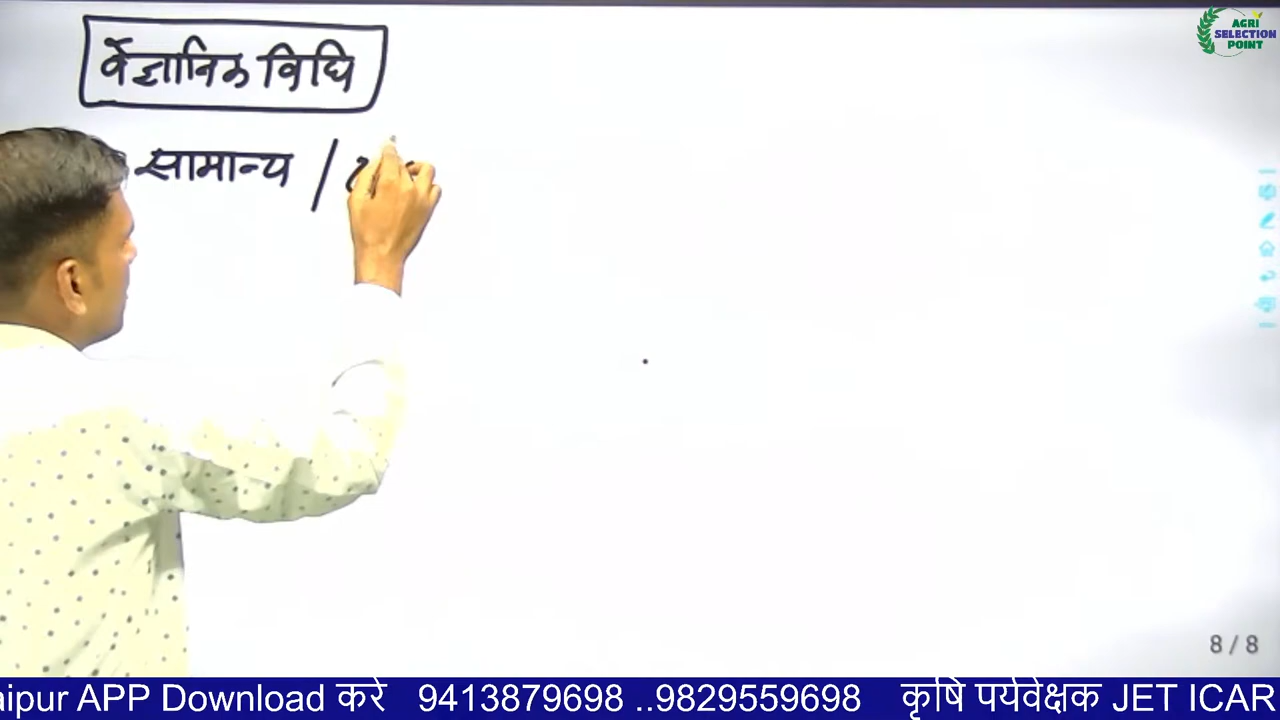 वैज्ञानिक विधि
AGRI
SELECTION
POINT
सामान्य /
8 / 8
aipur APP Download करे 9413879698 ..9829559698 कृषि पर्यवेक्षक JET ICAR